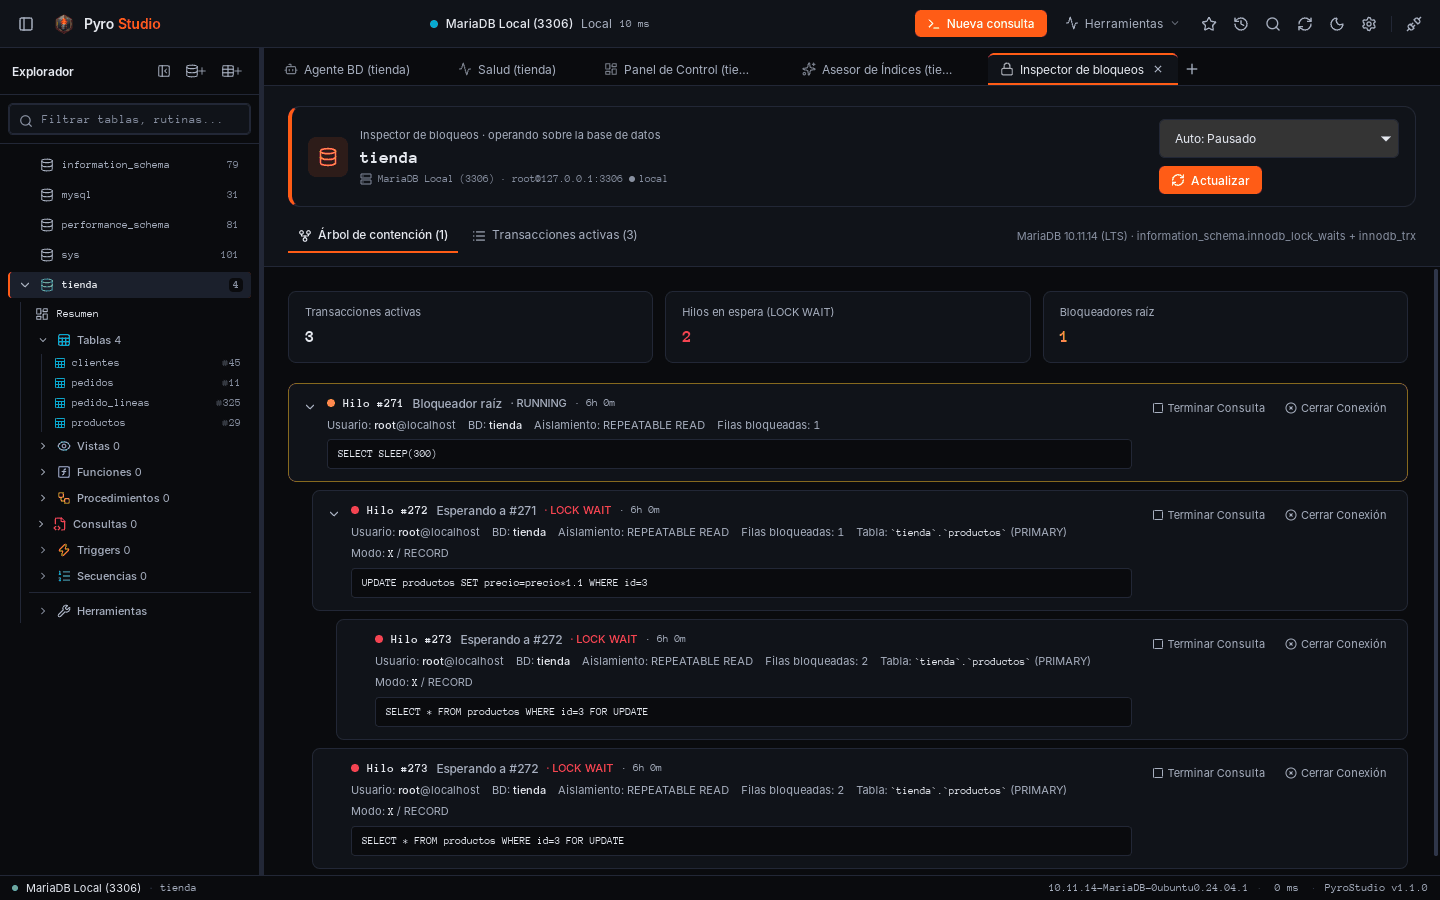 Pyro Studio
MariaDB Local (3306) Local 10 ms
Nueva consulta
Herramientas
Explorador
Filtrar tablas, rutinas...
information_schema 79
mysql 31
performance_schema 81
sys 101
tienda 4
Resumen
Tablas 4
clientes #45
pedidos #11
pedido_lineas #325
productos #29
Vistas 0
Funciones 0
Procedimientos 0
Consultas 0
Triggers 0
Secuencias 0
Herramientas
Agente BD (tienda)
Salud (tienda)
Panel de Control (tie...
Asesor de Índices (tie...
Inspector de bloqueos
Inspector de bloqueos · operando sobre la base de datos
tienda
MariaDB Local (3306) · root@127.0.0.1:3306 local
Auto: Pausado
Actualizar
Árbol de contención (1)
Transacciones activas (3)
MariaDB 10.11.14 (LTS) · information_schema.innodb_lock_waits + innodb_trx
Transacciones activas
3
Hilos en espera (LOCK WAIT)
2
Bloqueadores raíz
1
Hilo #271 Bloqueador raíz · RUNNING · 6h 0m
Terminar Consulta Cerrar Conexión
Usuario: root@localhost BD: tienda Aislamiento: REPEATABLE READ Filas bloqueadas: 1
SELECT SLEEP(300)
Hilo #272 Esperando a #271 · LOCK WAIT · 6h 0m
Terminar Consulta Cerrar Conexión
Usuario: root@localhost BD: tienda Aislamiento: REPEATABLE READ Filas bloqueadas: 1 Tabla: `tienda`.`productos` (PRIMARY)
Modo: X / RECORD
UPDATE productos SET precio=precio*1.1 WHERE id=3
Hilo #273 Esperando a #272 · LOCK WAIT · 6h 0m
Terminar Consulta Cerrar Conexión
Usuario: root@localhost BD: tienda Aislamiento: REPEATABLE READ Filas bloqueadas: 2 Tabla: `tienda`.`productos` (PRIMARY)
Modo: X / RECORD
SELECT * FROM productos WHERE id=3 FOR UPDATE
Hilo #273 Esperando a #272 · LOCK WAIT · 6h 0m
Terminar Consulta Cerrar Conexión
Usuario: root@localhost BD: tienda Aislamiento: REPEATABLE READ Filas bloqueadas: 2 Tabla: `tienda`.`productos` (PRIMARY)
Modo: X / RECORD
SELECT * FROM productos WHERE id=3 FOR UPDATE
MariaDB Local (3306) · tienda
10.11.14-MariaDB-0ubuntu0.24.04.1 · 0 ms · PyroStudio v1.1.0